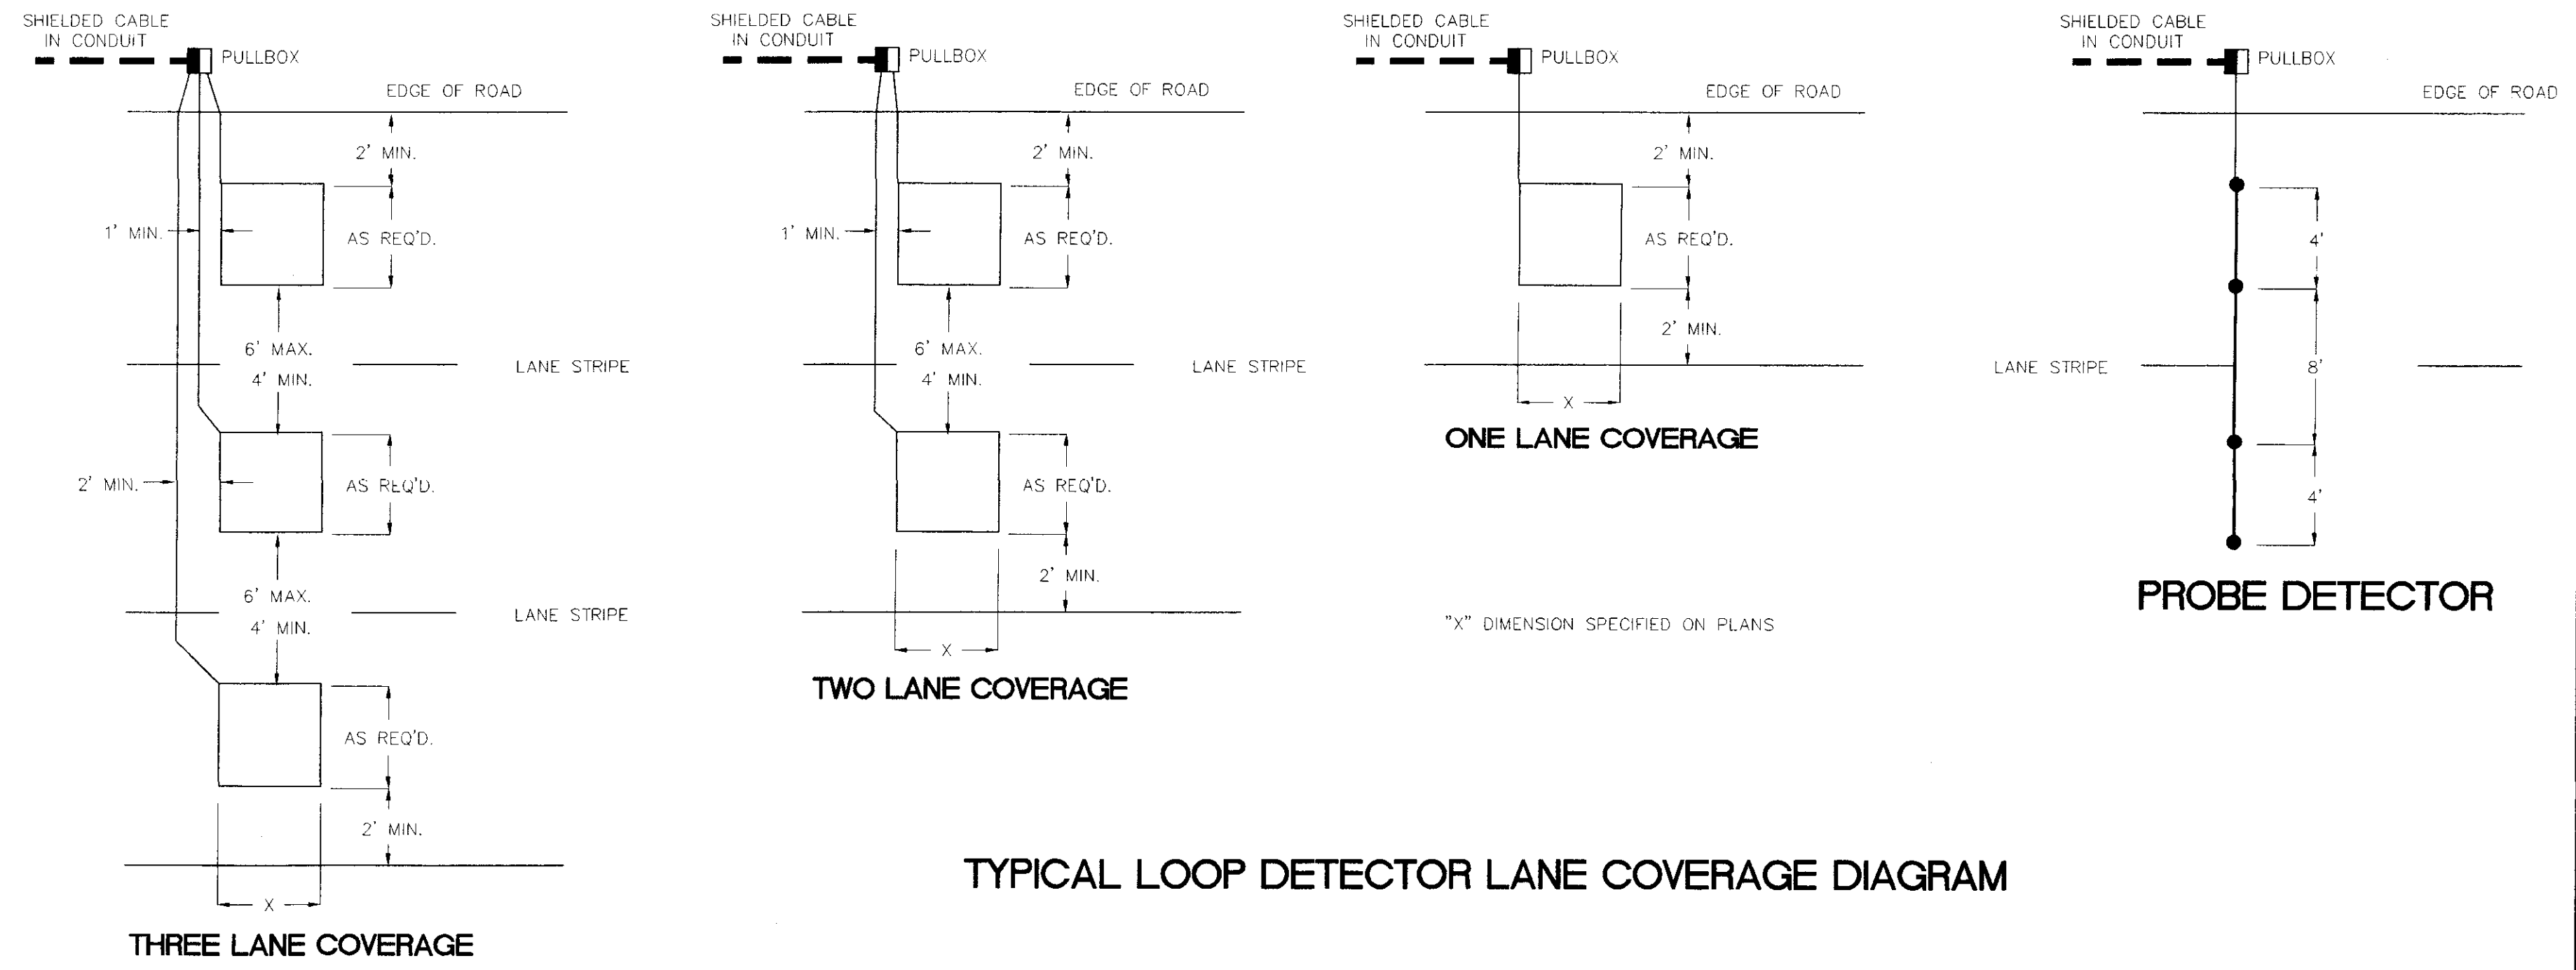 SHIELDED CABLE
IN CONDUIT
PULLBOX
EDGE OF ROAD
2' MIN.
1' MIN.
AS REQ'D.
6' MAX.
LANE STRIPE
4' MIN.
2' MIN.
AS REQ'D.
6' MAX.
LANE STRIPE
4' MIN.
AS REQ'D.
2' MIN.
X
THREE LANE COVERAGE
SHIELDED CABLE
IN CONDUIT
PULLBOX
EDGE OF ROAD
2' MIN.
1' MIN.
AS REQ'D.
6' MAX.
LANE STRIPE
4' MIN.
AS REQ'D.
2' MIN.
X
TWO LANE COVERAGE
SHIELDED CABLE
IN CONDUIT
PULLBOX
EDGE OF ROAD
2' MIN.
AS REQ'D.
2' MIN.
X
ONE LANE COVERAGE
"X" DIMENSION SPECIFIED ON PLANS
SHIELDED CABLE
IN CONDUIT
PULLBOX
EDGE OF ROAD
4'
LANE STRIPE
8'
4'
PROBE DETECTOR
TYPICAL LOOP DETECTOR LANE COVERAGE DIAGRAM